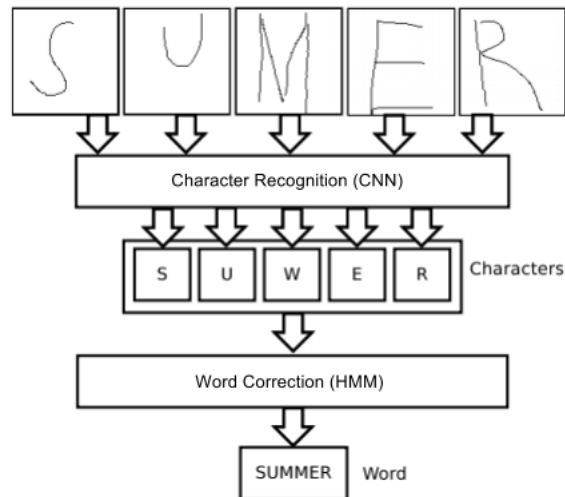 S U M E R
Character Recognition (CNN)
S U W E R Characters
Word Correction (HMM)
SUMMER Word